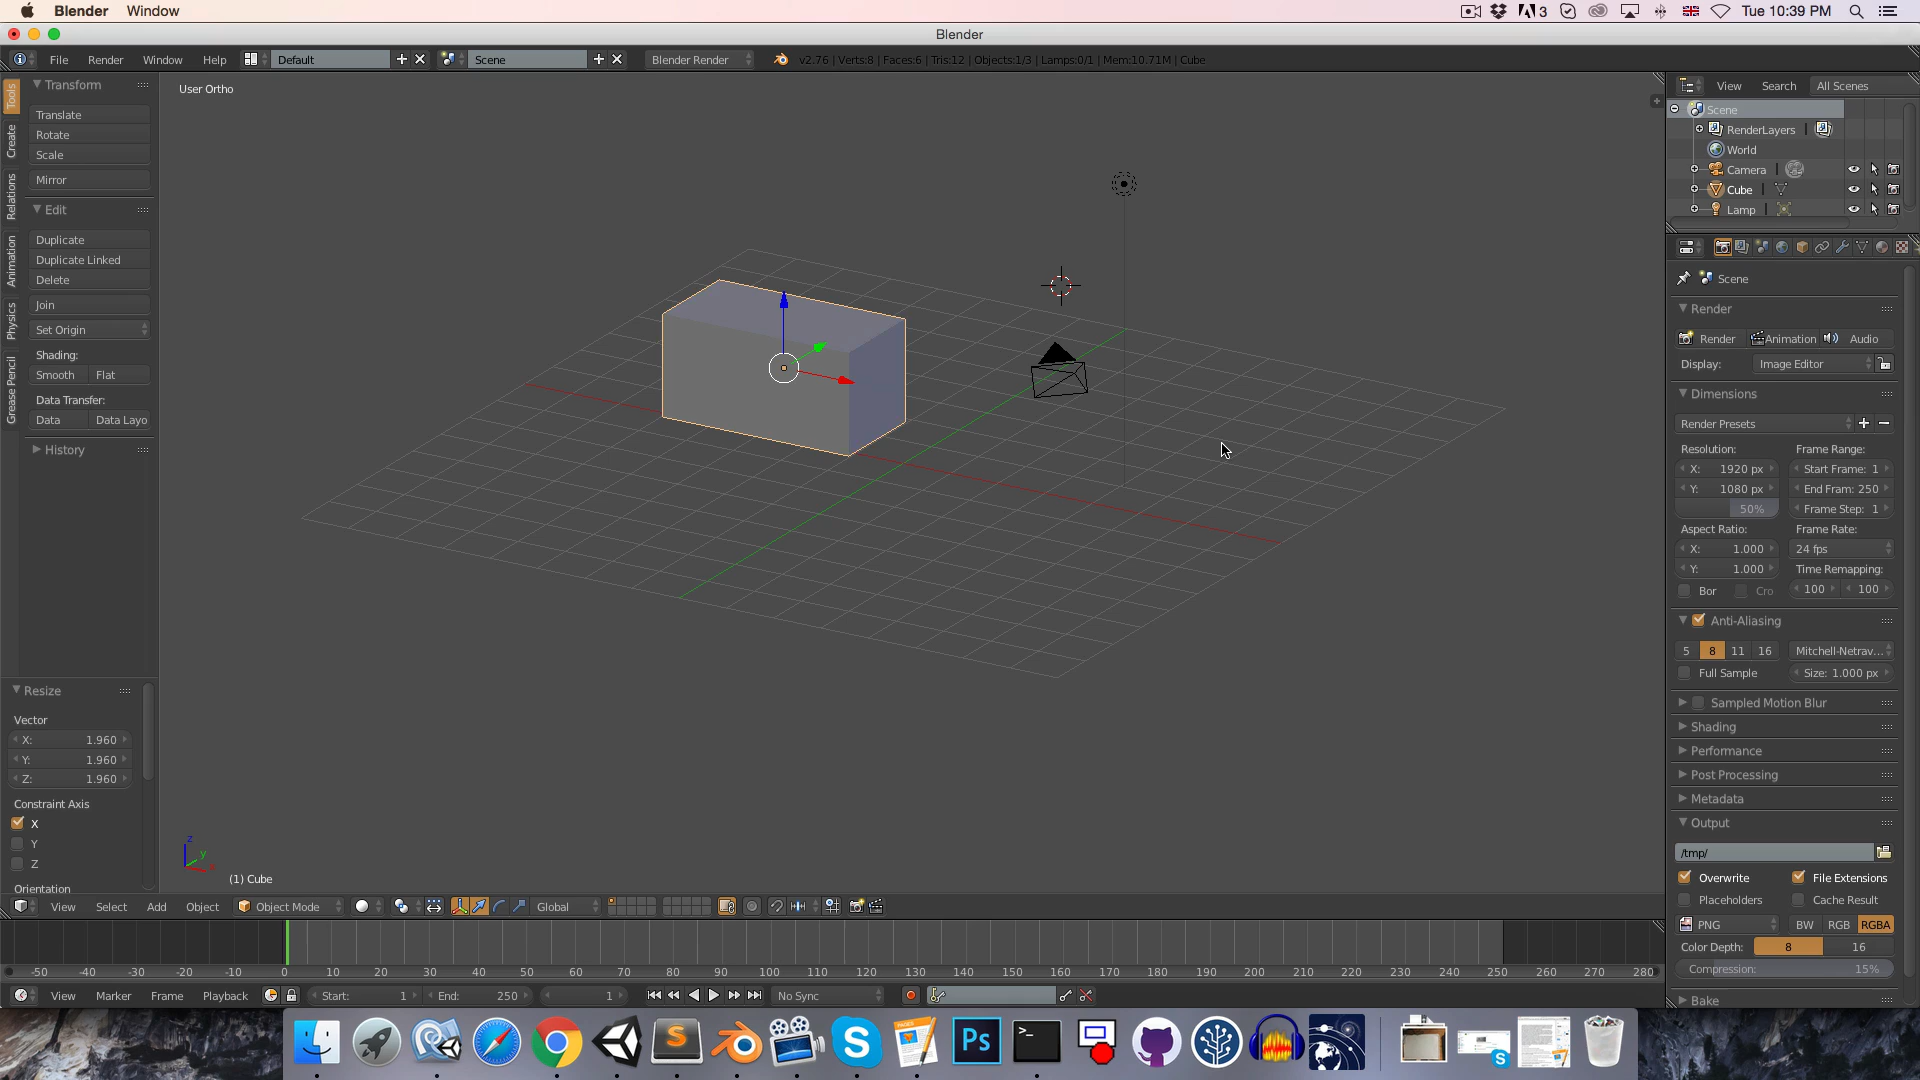 Blender Window
3 Tue 10:39 PM
Blender
File Render Window Help Default Scene Blender Render v2.76 | Verts:8 | Faces:6 | Tris:12 | Objects:1/3 | Lamps:0/1 | Mem:10.71M | Cube
Tools
Create
Relations
Animation
Physics
Grease Pencil
Transform
Translate
Rotate
Scale
Mirror
Edit
Duplicate
Duplicate Linked
Delete
Join
Set Origin
Shading:
Smooth Flat
Data Transfer:
Data Data Layo
History
Resize
Vector
X: 1.960
Y: 1.960
Z: 1.960
Constraint Axis
X
Y
Z
Orientation
User Ortho
z
y
(1) Cube
View Select Add Object Object Mode Global
-50 -40 -30 -20 -10 0 10 20 30 40 50 60 70 80 90 100 110 120 130 140 150 160 170 180 190 200 210 220 230 240 250 260 270 280
View Marker Frame Playback Start: 1 End: 250 1 No Sync
View Search All Scenes
Scene
RenderLayers |
World
Camera |
Cube |
Lamp |
Scene
Render
Render Animation Audio
Display: Image Editor
Dimensions
Render Presets
Resolution: Frame Range:
X: 1920 px Start Frame: 1
Y: 1080 px End Fram: 250
50% Frame Step: 1
Aspect Ratio: Frame Rate:
X: 1.000 24 fps
Y: 1.000 Time Remapping:
Bor Cro 100 100
Anti-Aliasing
5 8 11 16 Mitchell-Netrav...
Full Sample Size: 1.000 px
Sampled Motion Blur
Shading
Performance
Post Processing
Metadata
Output
/tmp/
Overwrite File Extensions
Placeholders Cache Result
PNG BW RGB RGBA
Color Depth: 8 16
Compression: 15%
Bake
S S Ps >_ S